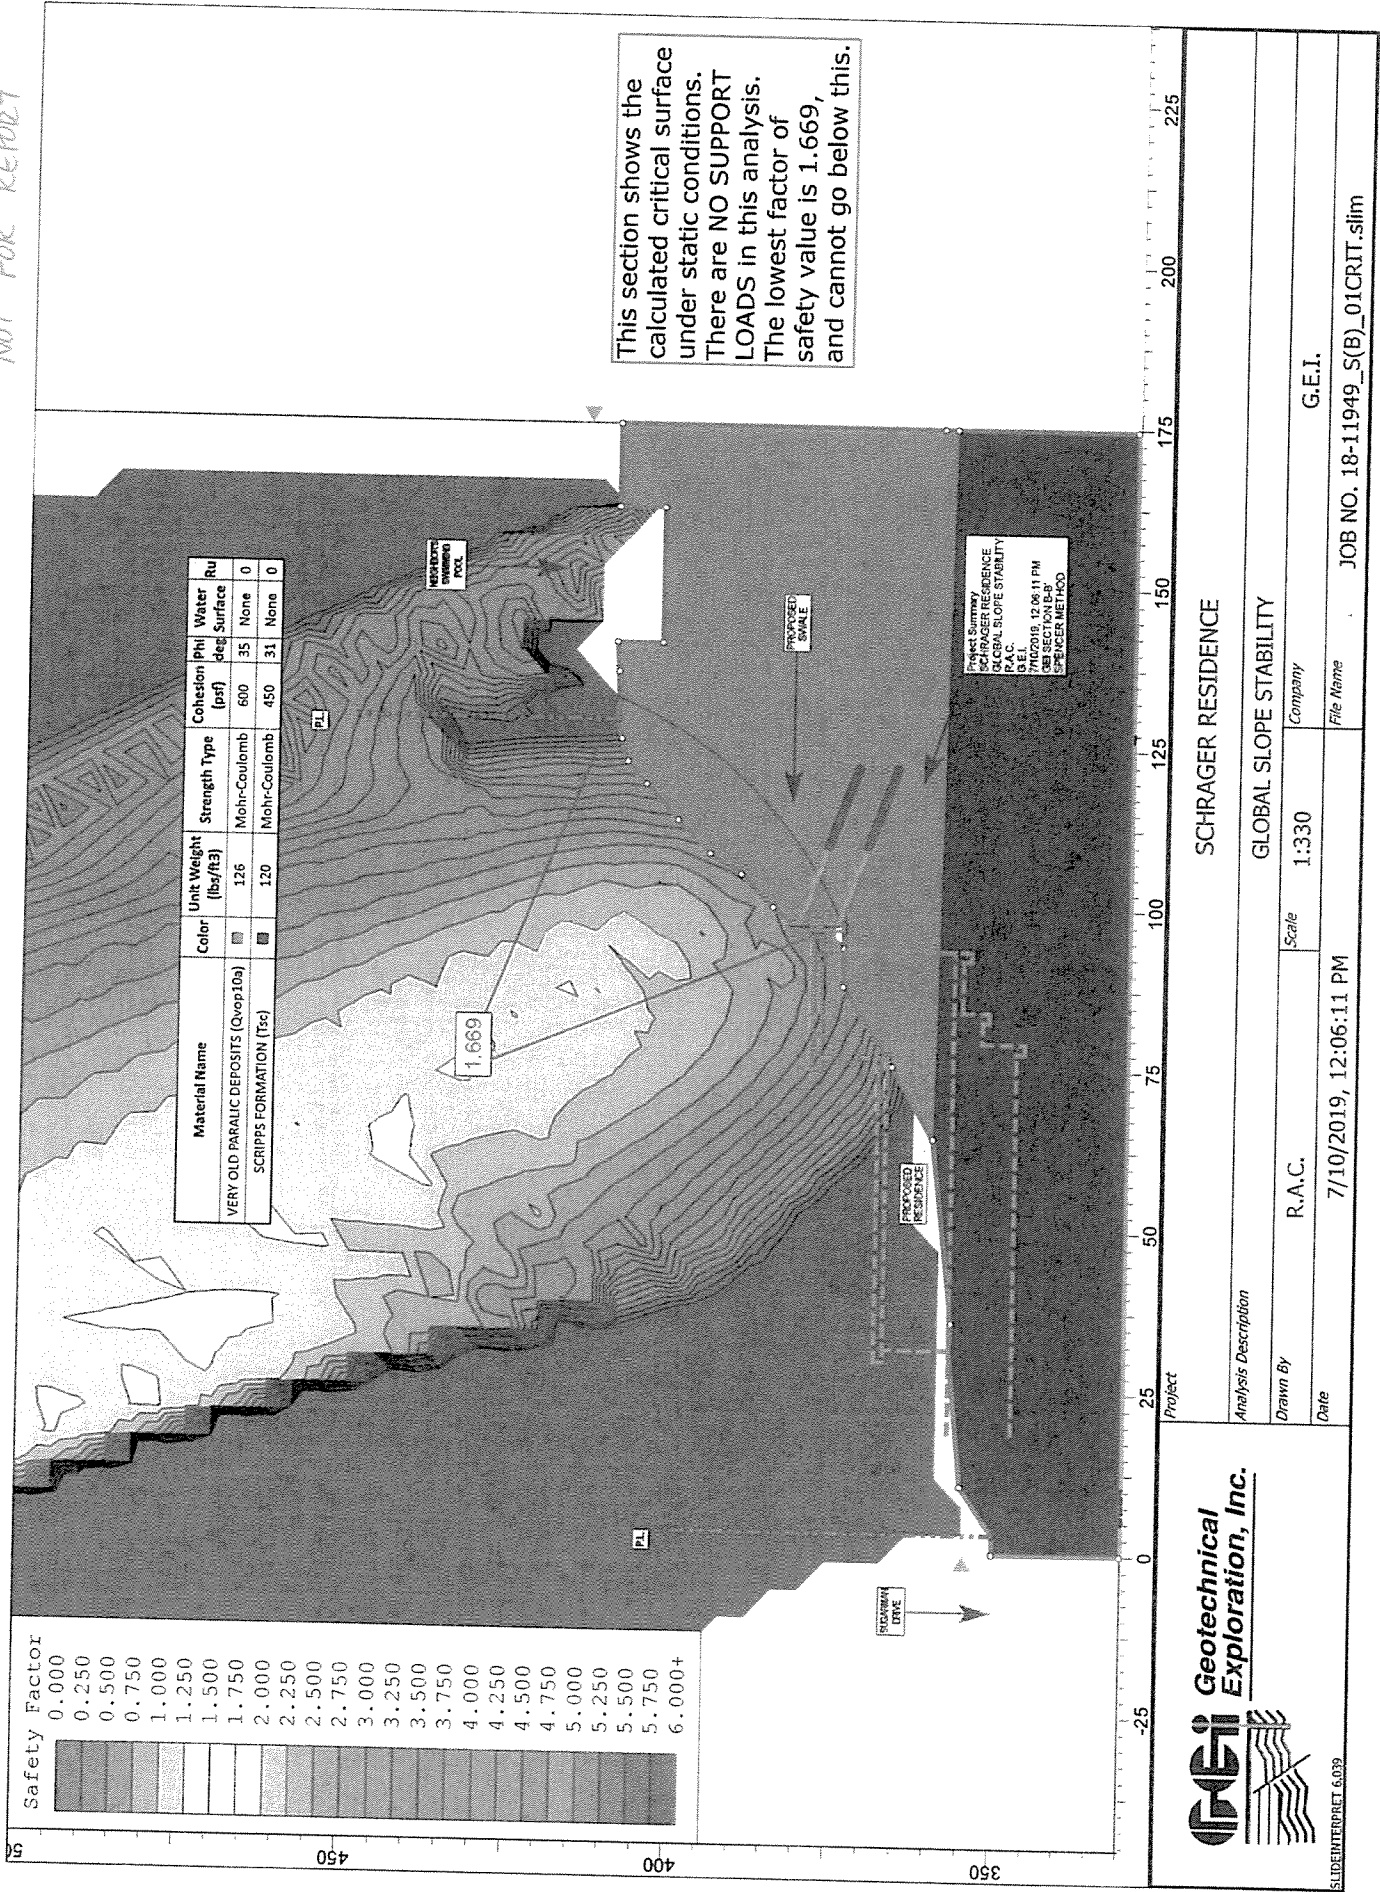 NOT FOR REPORT
Safety Factor
0.000
0.250
0.500
0.750
1.000
1.250
1.500
1.750
2.000
2.250
2.500
2.750
3.000
3.250
3.500
3.750
4.000
4.250
4.500
4.750
5.000
5.250
5.500
5.750
6.000+
Material Name Color Unit Weight (lbs/ft3) Strength Type Cohesion (psf) Phi deg Water Surface Ru
VERY OLD PARALIC DEPOSITS (Qvop10a) 126 Mohr-Coulomb 600 35 None 0
SCRIPPS FORMATION (Tsc) 120 Mohr-Coulomb 450 31 None 0
This section shows the
calculated critical surface
under static conditions.
There are NO SUPPORT
LOADS in this analysis.
The lowest factor of
safety value is 1.669,
and cannot go below this.
P.L.
P.L.
1.669
NEIGHBOR'S
SWIMMING
POOL
PROPOSED
SWALE
PROPOSED
RESIDENCE
SUGARMAN
DRIVE
Project Summary
SCHRAGER RESIDENCE
GLOBAL SLOPE STABILITY
R.A.C.
G.E.I.
7/10/2019, 12:06:11 PM
GEI SECTION B-B'
SPENCER METHOD
50
450
400
350
-25 0 25 50 75 100 125 150 175 200 225
GEi Geotechnical
Exploration, Inc.
SLIDEINTERPRET 6.039
Project
SCHRAGER RESIDENCE
Analysis Description
GLOBAL SLOPE STABILITY
Drawn By
R.A.C.
Scale
1:330
Company
G.E.I.
Date
7/10/2019, 12:06:11 PM
File Name
JOB NO. 18-11949_S(B)_01CRIT.slim